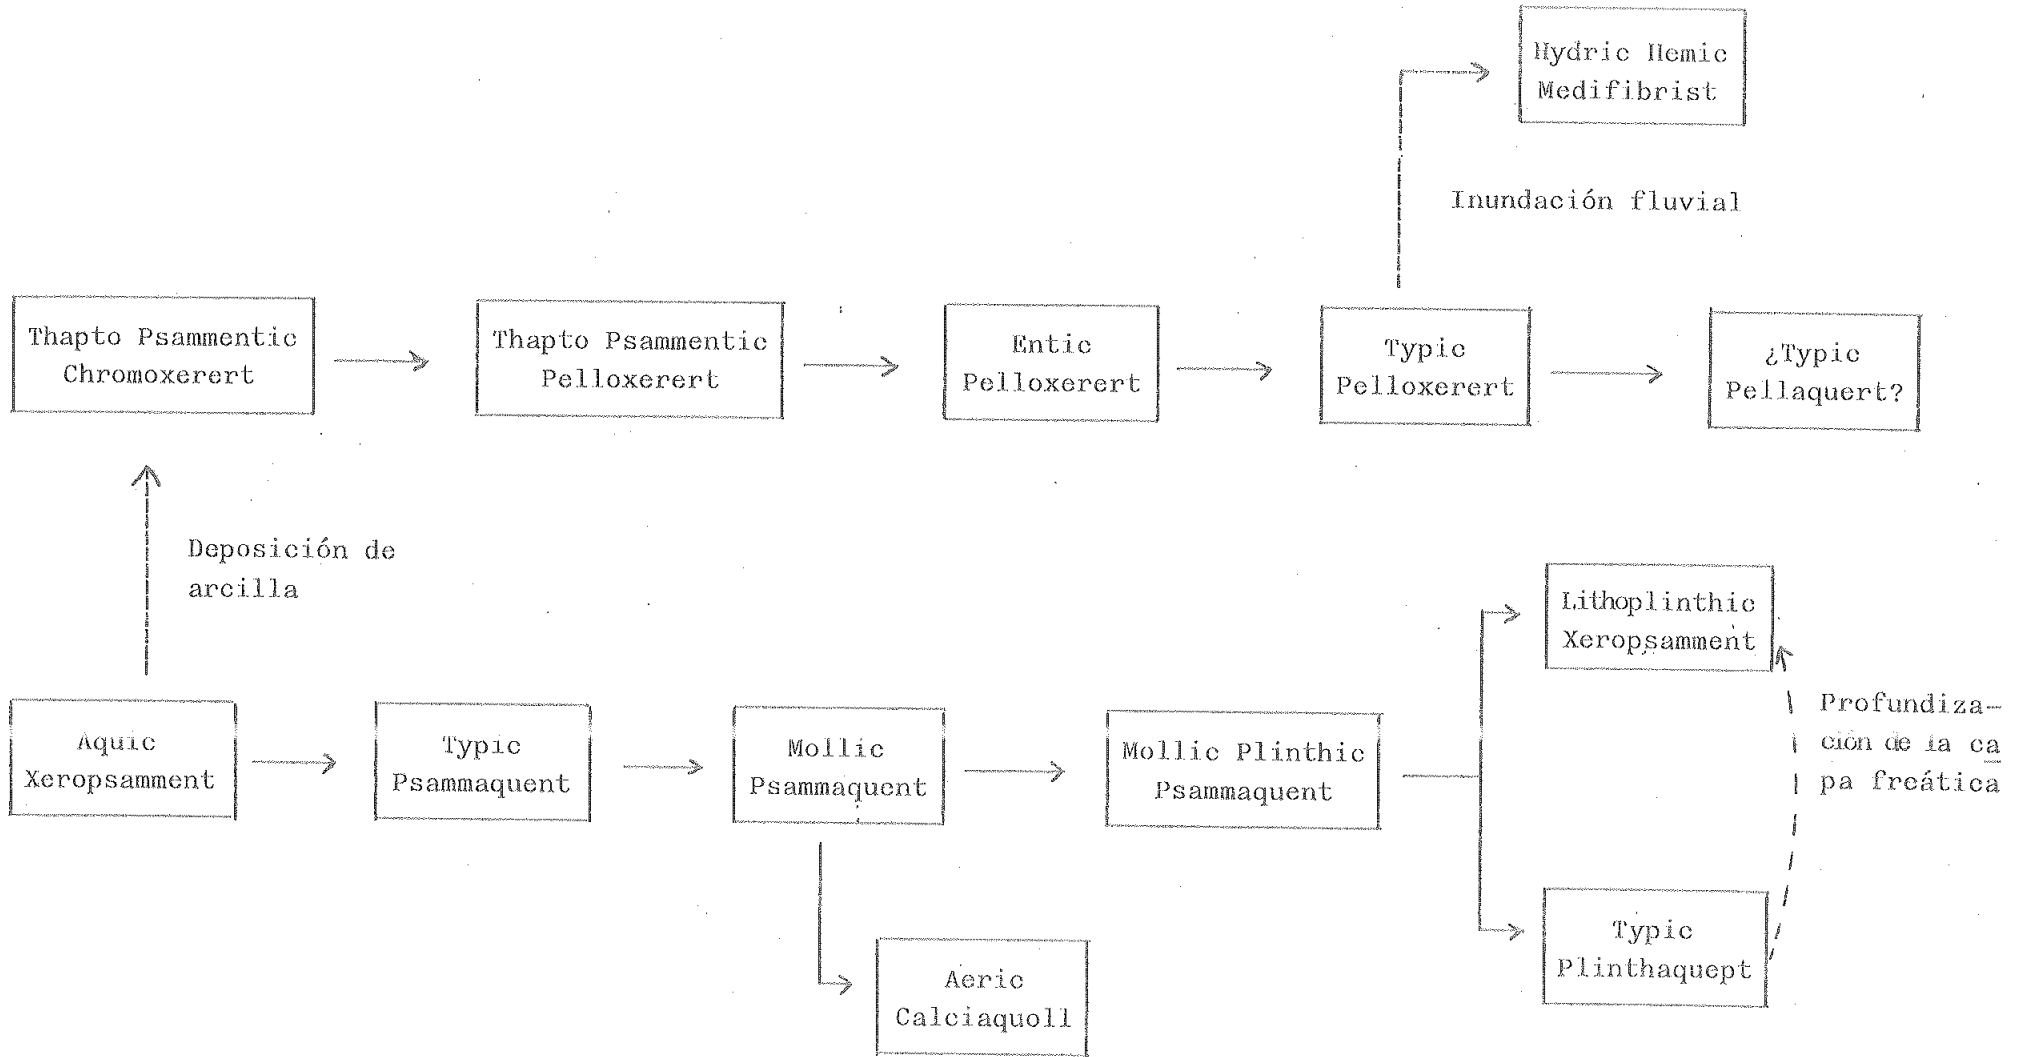 Hydric Hemic
Medifibrist
Inundación fluvial
Thapto Psammentic
Chromoxerert
Thapto Psammentic
Pelloxerert
Entic
Pelloxerert
Typic
Pelloxerert
¿Typic
Pellaquert?
Deposición de
arcilla
Lithoplinthic
Xeropsamment
Profundiza-
ción de la ca
pa freática
Aquic
Xeropsamment
Typic
Psammaquent
Mollic
Psammaquent
Mollic Plinthic
Psammaquent
Aeric
Calciaquoll
Typic
Plinthaquept